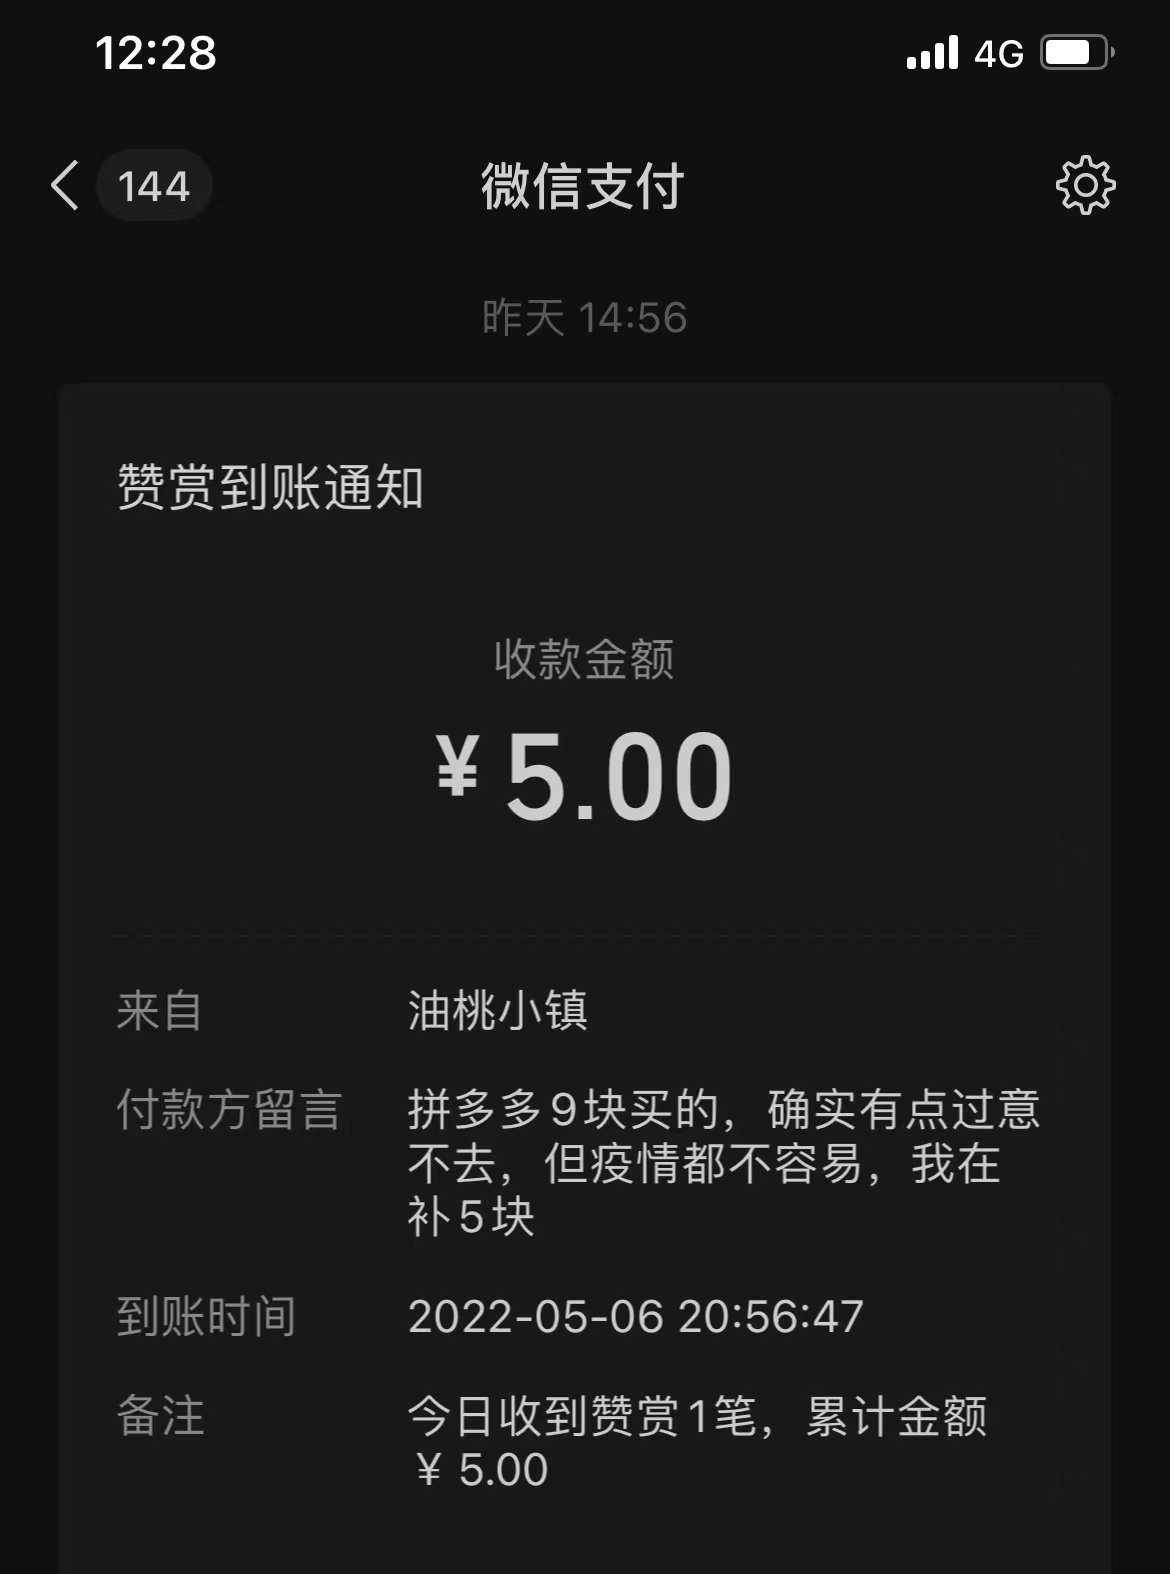 12:28 4G
144 微信支付
昨天 14:56
赞赏到账通知
收款金额
¥5.00
来自 油桃小镇
付款方留言 拼多多9块买的，确实有点过意
不去，但疫情都不容易，我在
补5块
到账时间 2022-05-06 20:56:47
备注 今日收到赞赏1笔，累计金额
¥ 5.00